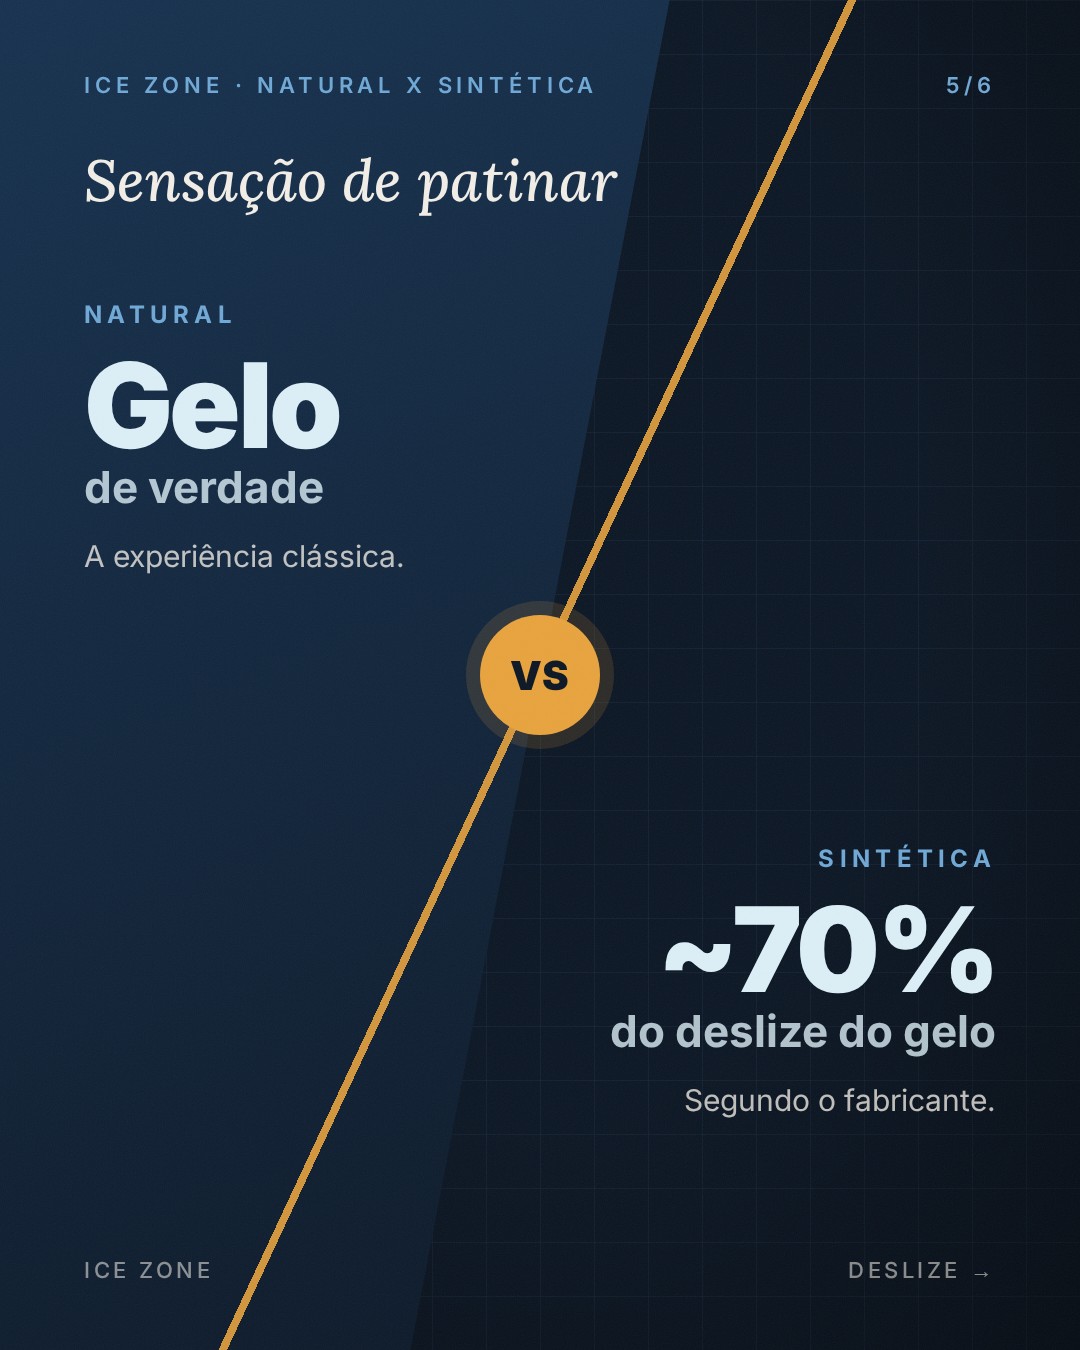 ICE ZONE · NATURAL X SINTÉTICA
5/6
Sensação de patinar
NATURAL
Gelo
de verdade
A experiência clássica.
VS
SINTÉTICA
~70%
do deslize do gelo
Segundo o fabricante.
ICE ZONE
DESLIZE →